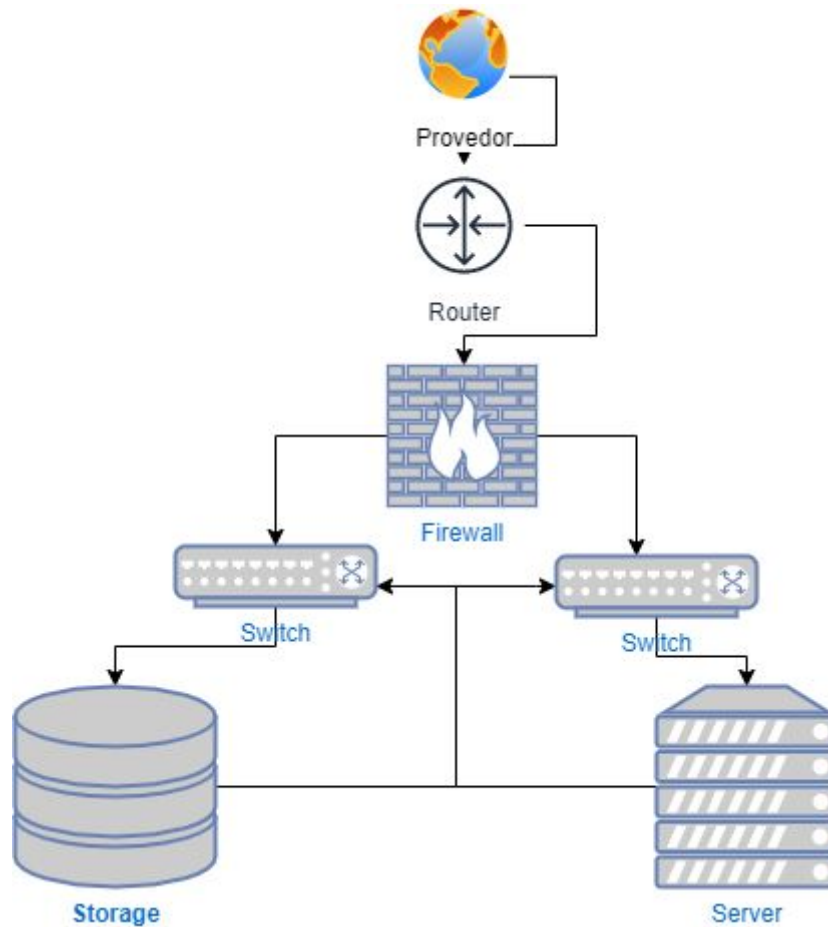 Provedor
Router
Firewall
Switch
Switch
Storage
Server